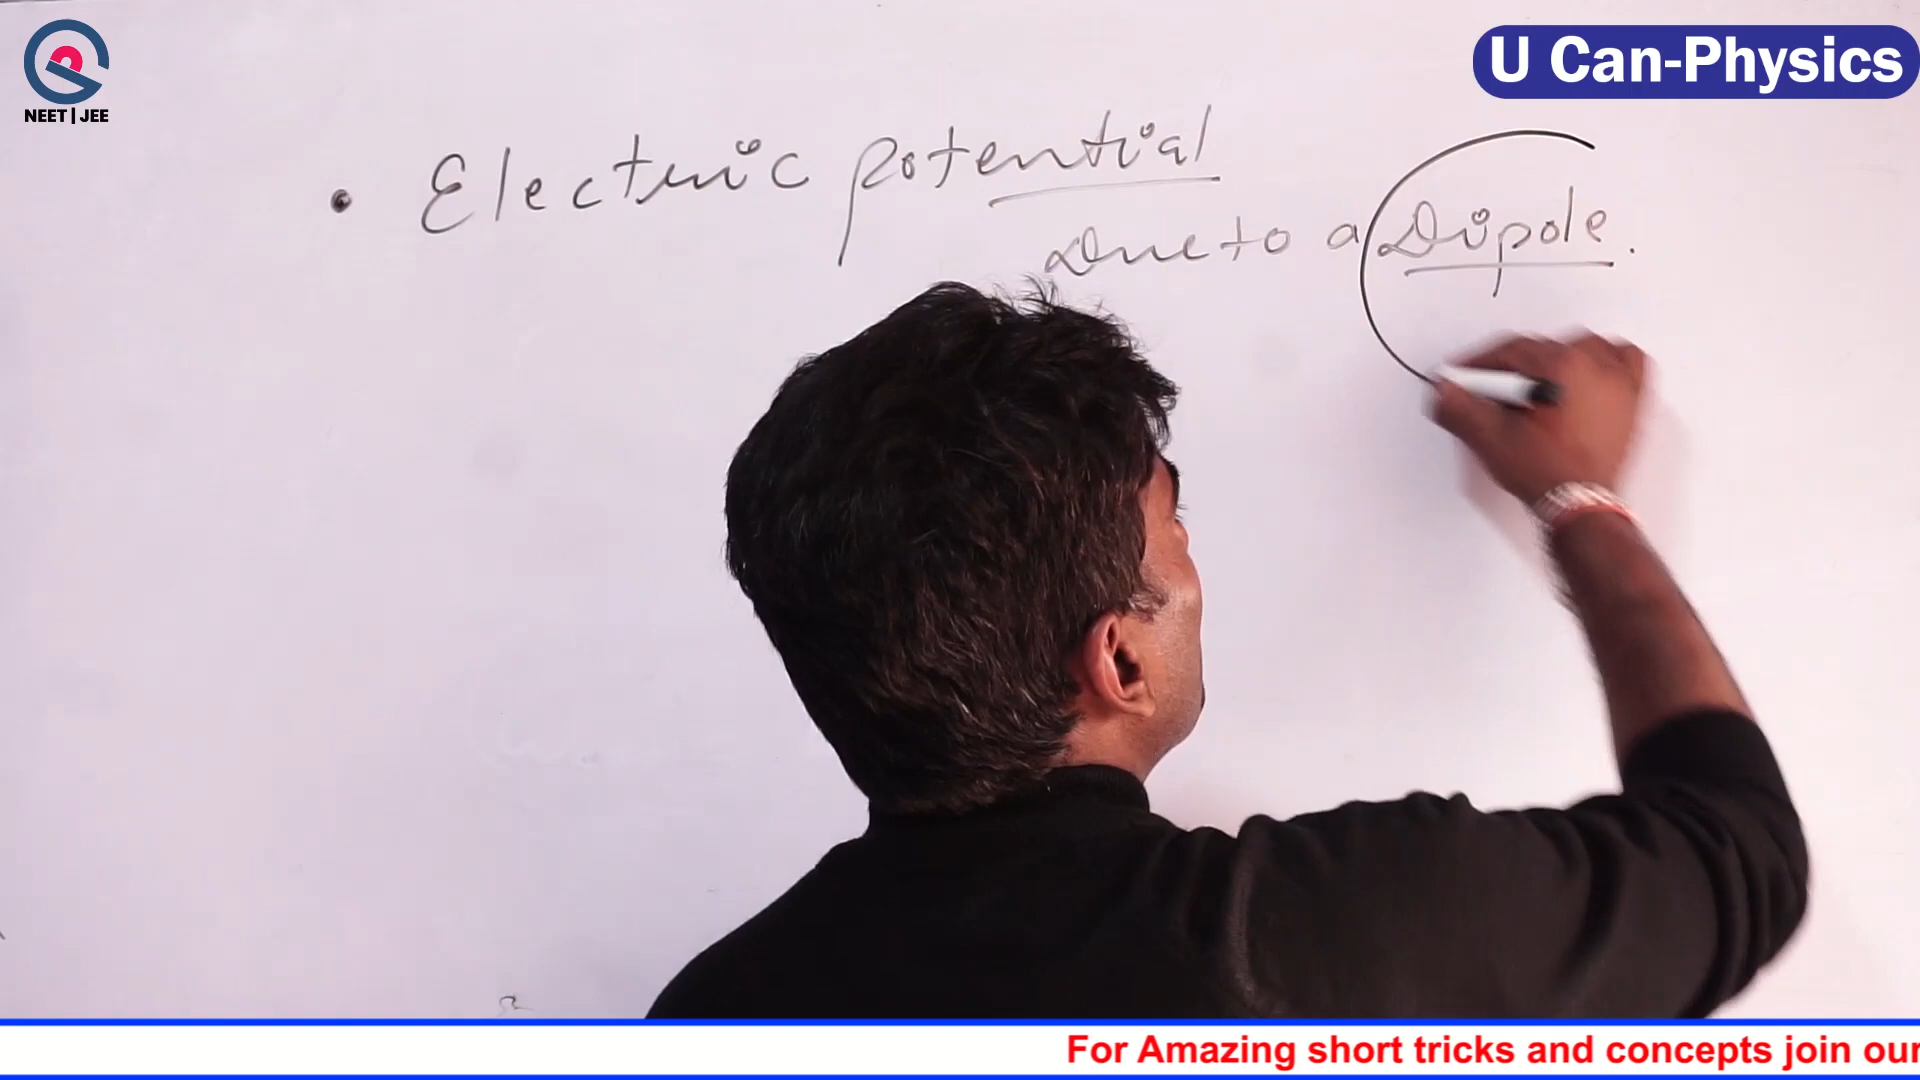 U Can-Physics
NEET|JEE
• Electric potential
Due to a Dipole.
For Amazing short tricks and concepts join our